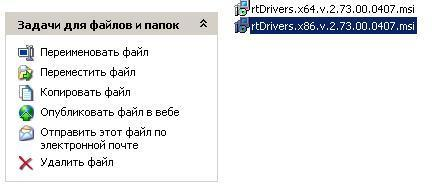 Задачи для файлов и папок
Переименовать файл
Переместить файл
Копировать файл
Опубликовать файл в вебе
Отправить этот файл по
электронной почте
Удалить файл
rtDrivers.x64.v.2.73.00.0407.msi
rtDrivers.x86.v.2.73.00.0407.msi